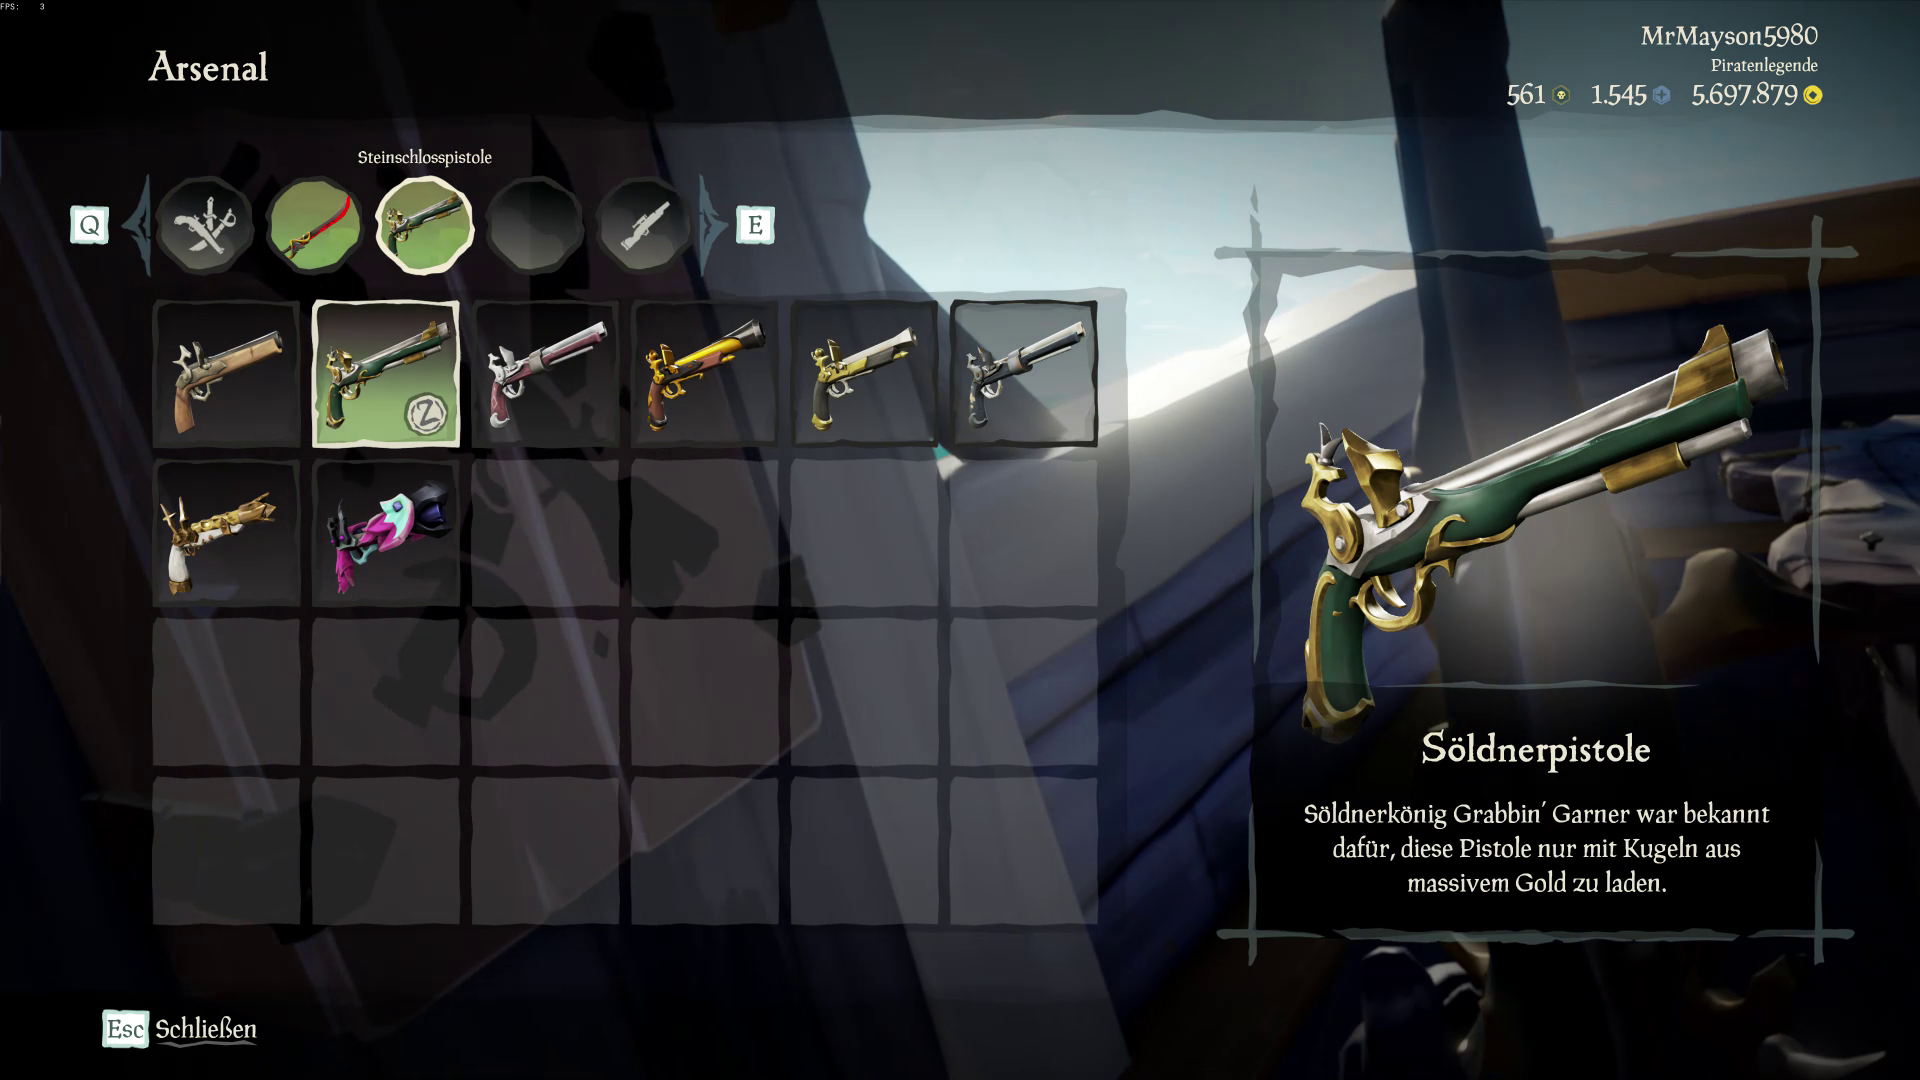 FPS: 3
Arsenal
MrMayson5980
Piratenlegende
561 1.545 5.697.879
Steinschlosspistole
Q E
Z
Söldnerpistole
Söldnerkönig Grabbin' Garner war bekannt
dafür, diese Pistole nur mit Kugeln aus
massivem Gold zu laden.
Esc Schließen